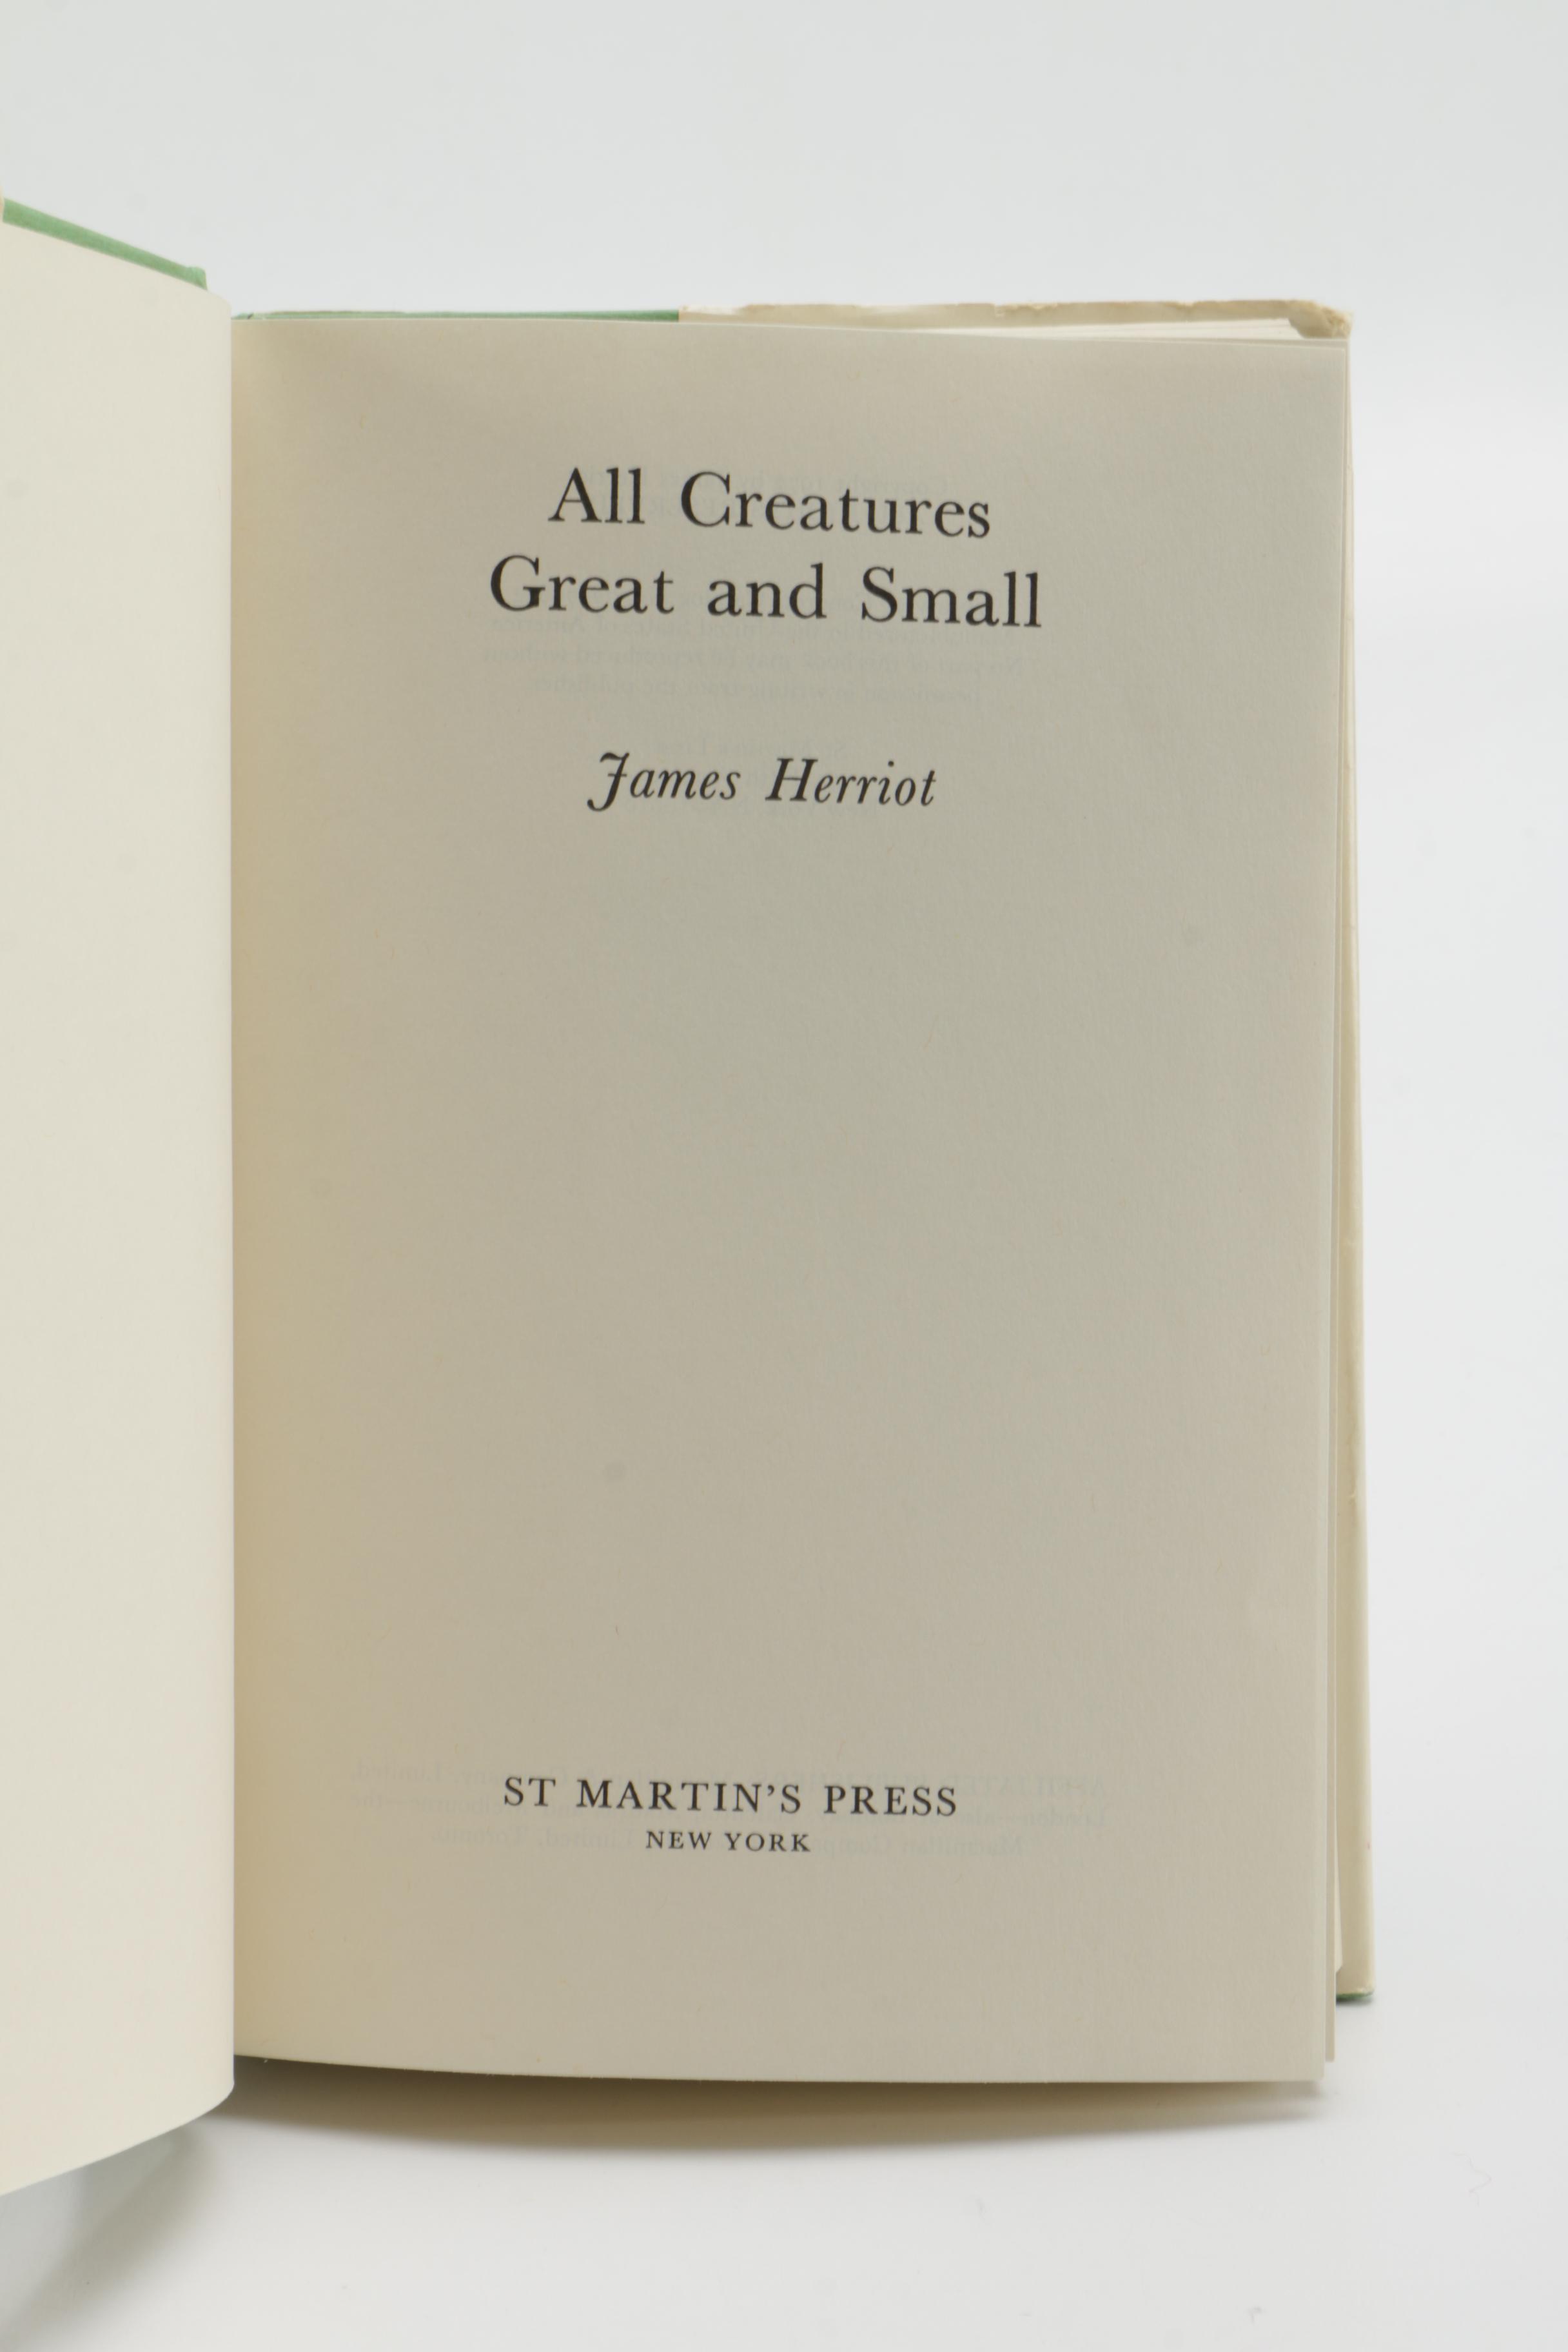 All Creatures
Great and Small
James Herriot
ST MARTIN'S PRESS
NEW YORK